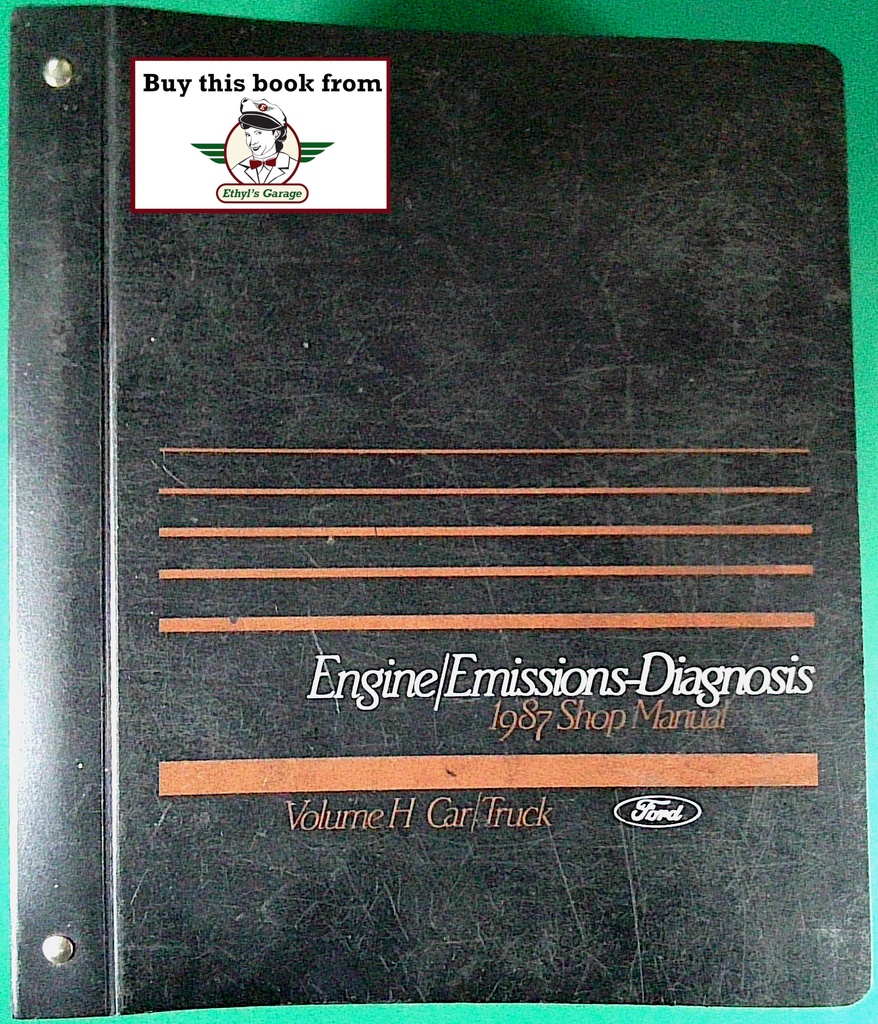 Buy this book from
E
Ethyl's Garage
Engine/Emissions-Diagnosis
1987 Shop Manual
Volume H Car/Truck
Ford